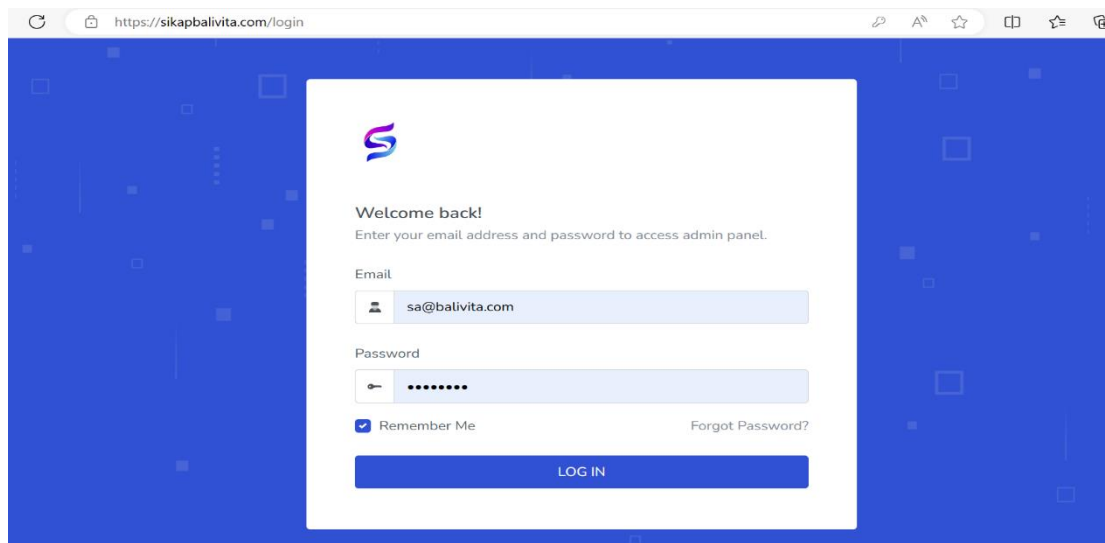 https://sikapbalivita.com/login
Welcome back!
Enter your email address and password to access admin panel.
Email
sa@balivita.com
Password
••••••••
Remember Me Forgot Password?
LOG IN